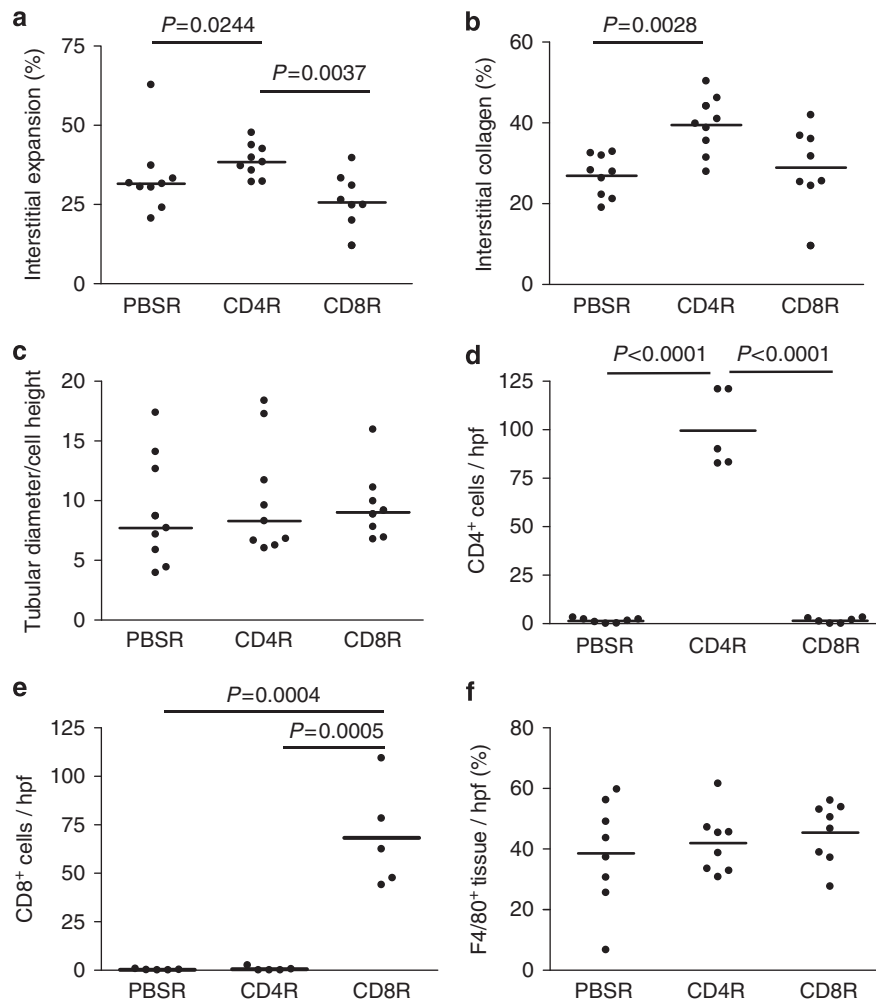 a
P=0.0244
P=0.0037
Interstitial expansion (%)
75
50
25
0
PBSR CD4R CD8R
b
P=0.0028
Interstitial collagen (%)
60
40
20
0
PBSR CD4R CD8R
c
Tubular diameter/cell height
20
15
10
5
0
PBSR CD4R CD8R
d
P<0.0001 P<0.0001
CD4⁺ cells / hpf
125
100
75
50
25
0
PBSR CD4R CD8R
e
P=0.0004
P=0.0005
CD8⁺ cells / hpf
125
100
75
50
25
0
PBSR CD4R CD8R
f
F4/80⁺ tissue / hpf (%)
80
60
40
20
0
PBSR CD4R CD8R